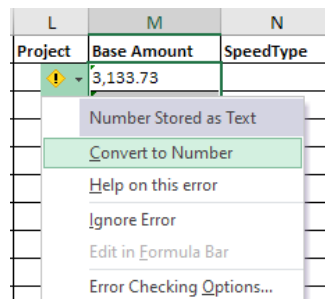 L M N
Project Base Amount SpeedType
3,133.73
Number Stored as Text
Convert to Number
Help on this error
Ignore Error
Edit in Formula Bar
Error Checking Options...